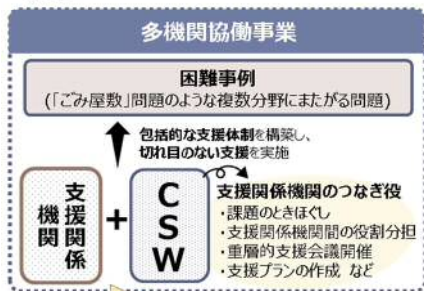 多機関協働事業
困難事例
(「ごみ屋敷」問題のような複数分野にまたがる問題)
包括的な支援体制を構築し、
切れ目のない支援を実施
支援関係
機関
+
CSW
支援関係機関のつなぎ役
・課題のときほぐし
・支援関係機関間の役割分担
・重層的支援会議開催
・支援プランの作成 など